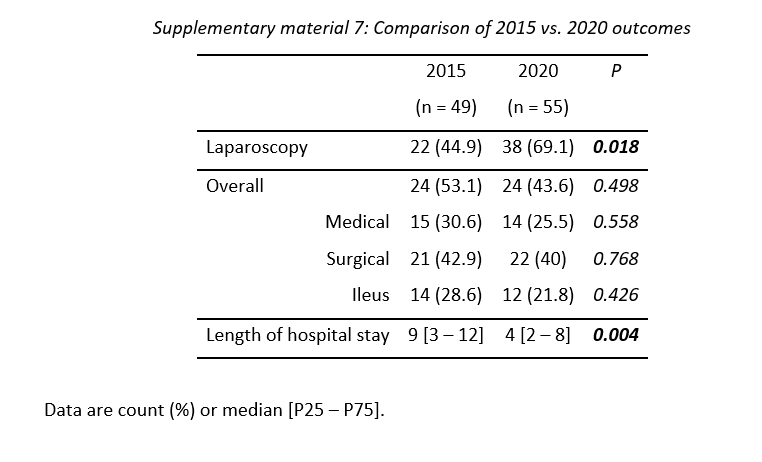 Supplementary material 7: Comparison of 2015 vs. 2020 outcomes
2015 2020 P
(n = 49) (n = 55)
Laparoscopy 22 (44.9) 38 (69.1) 0.018
Overall 24 (53.1) 24 (43.6) 0.498
Medical 15 (30.6) 14 (25.5) 0.558
Surgical 21 (42.9) 22 (40) 0.768
Ileus 14 (28.6) 12 (21.8) 0.426
Length of hospital stay 9 [3 – 12] 4 [2 – 8] 0.004
Data are count (%) or median [P25 – P75].